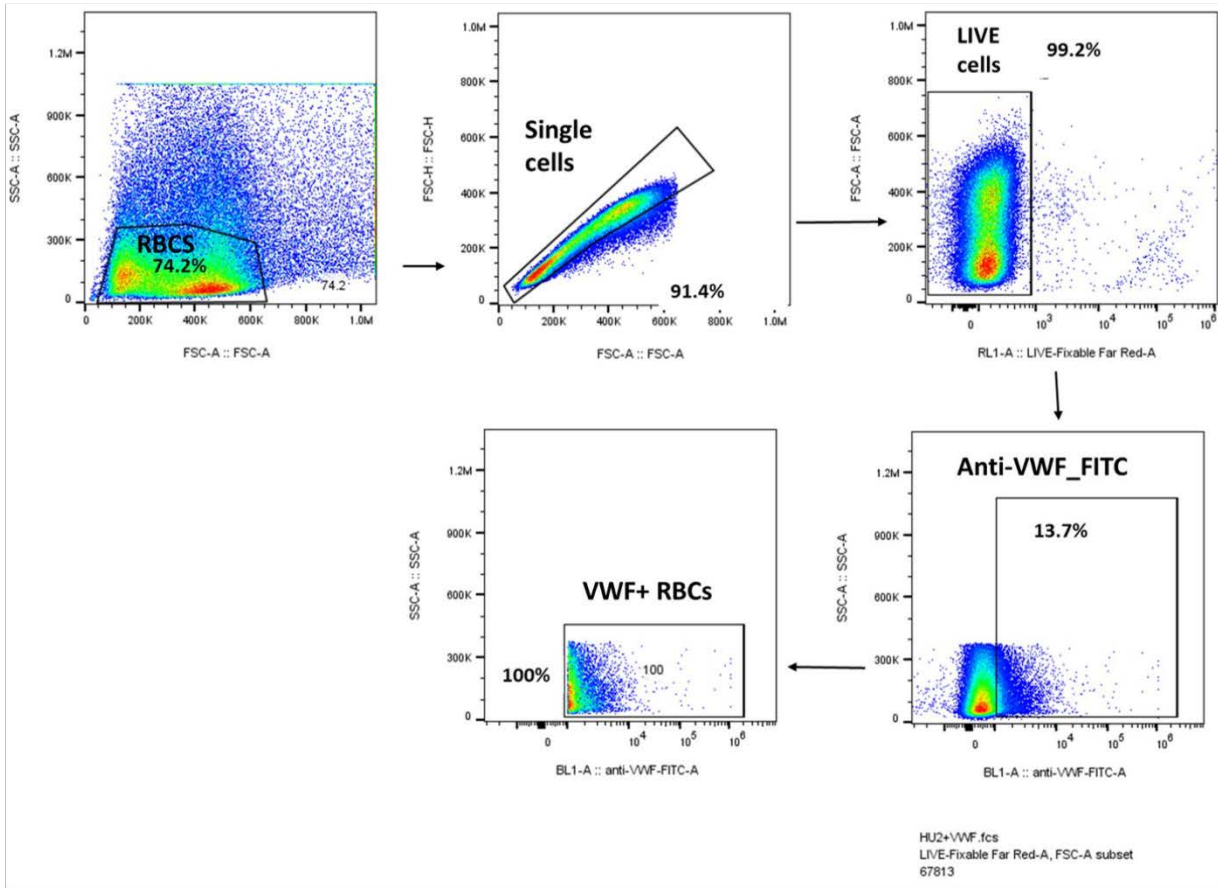 1.2M
900K
600K
300K
0
SSC-A :: SSC-A
RBCS
74.2%
74.2
0 200K 400K 600K 800K 1.0M
FSC-A :: FSC-A
1.0M
800K
600K
400K
200K
0
FSC-H :: FSC-H
Single
cells
91.4%
0 200K 400K 600K 800K 1.0M
FSC-A :: FSC-A
1.0M
800K
600K
400K
200K
0
FSC-A :: FSC-A
LIVE
cells
99.2%
0 10³ 10⁴ 10⁵ 10⁶
RL1-A :: LIVE-Fixable Far Red-A
1.2M
900K
600K
300K
0
SSC-A :: SSC-A
VWF+ RBCs
100%
100
0 10⁴ 10⁵ 10⁶
BL1-A :: anti-VWF-FITC-A
1.2M
900K
600K
300K
0
SSC-A :: SSC-A
Anti-VWF_FITC
13.7%
0 10⁴ 10⁵ 10⁶
BL1-A :: anti-VWF-FITC-A
HU2+VWF.fcs
LIVE-Fixable Far Red-A, FSC-A subset
67813